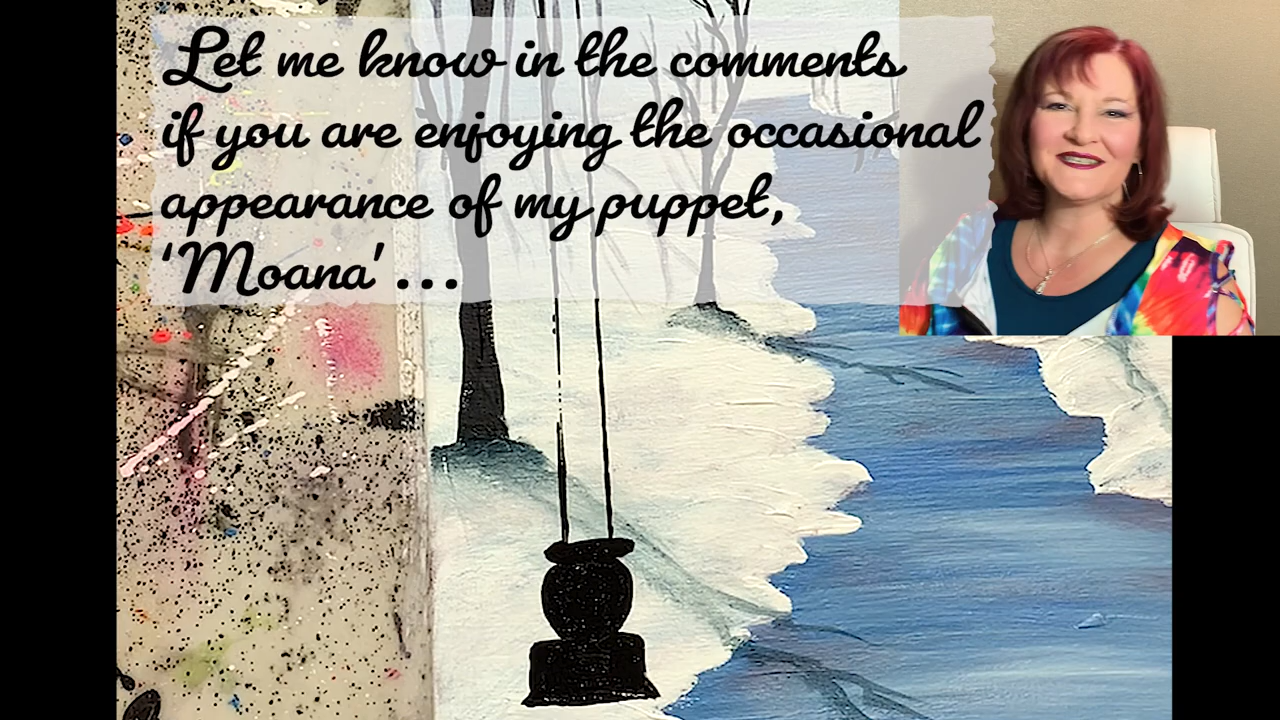 Let me know in the comments
if you are enjoying the occasional
appearance of my puppet,
‘Moana’ ...